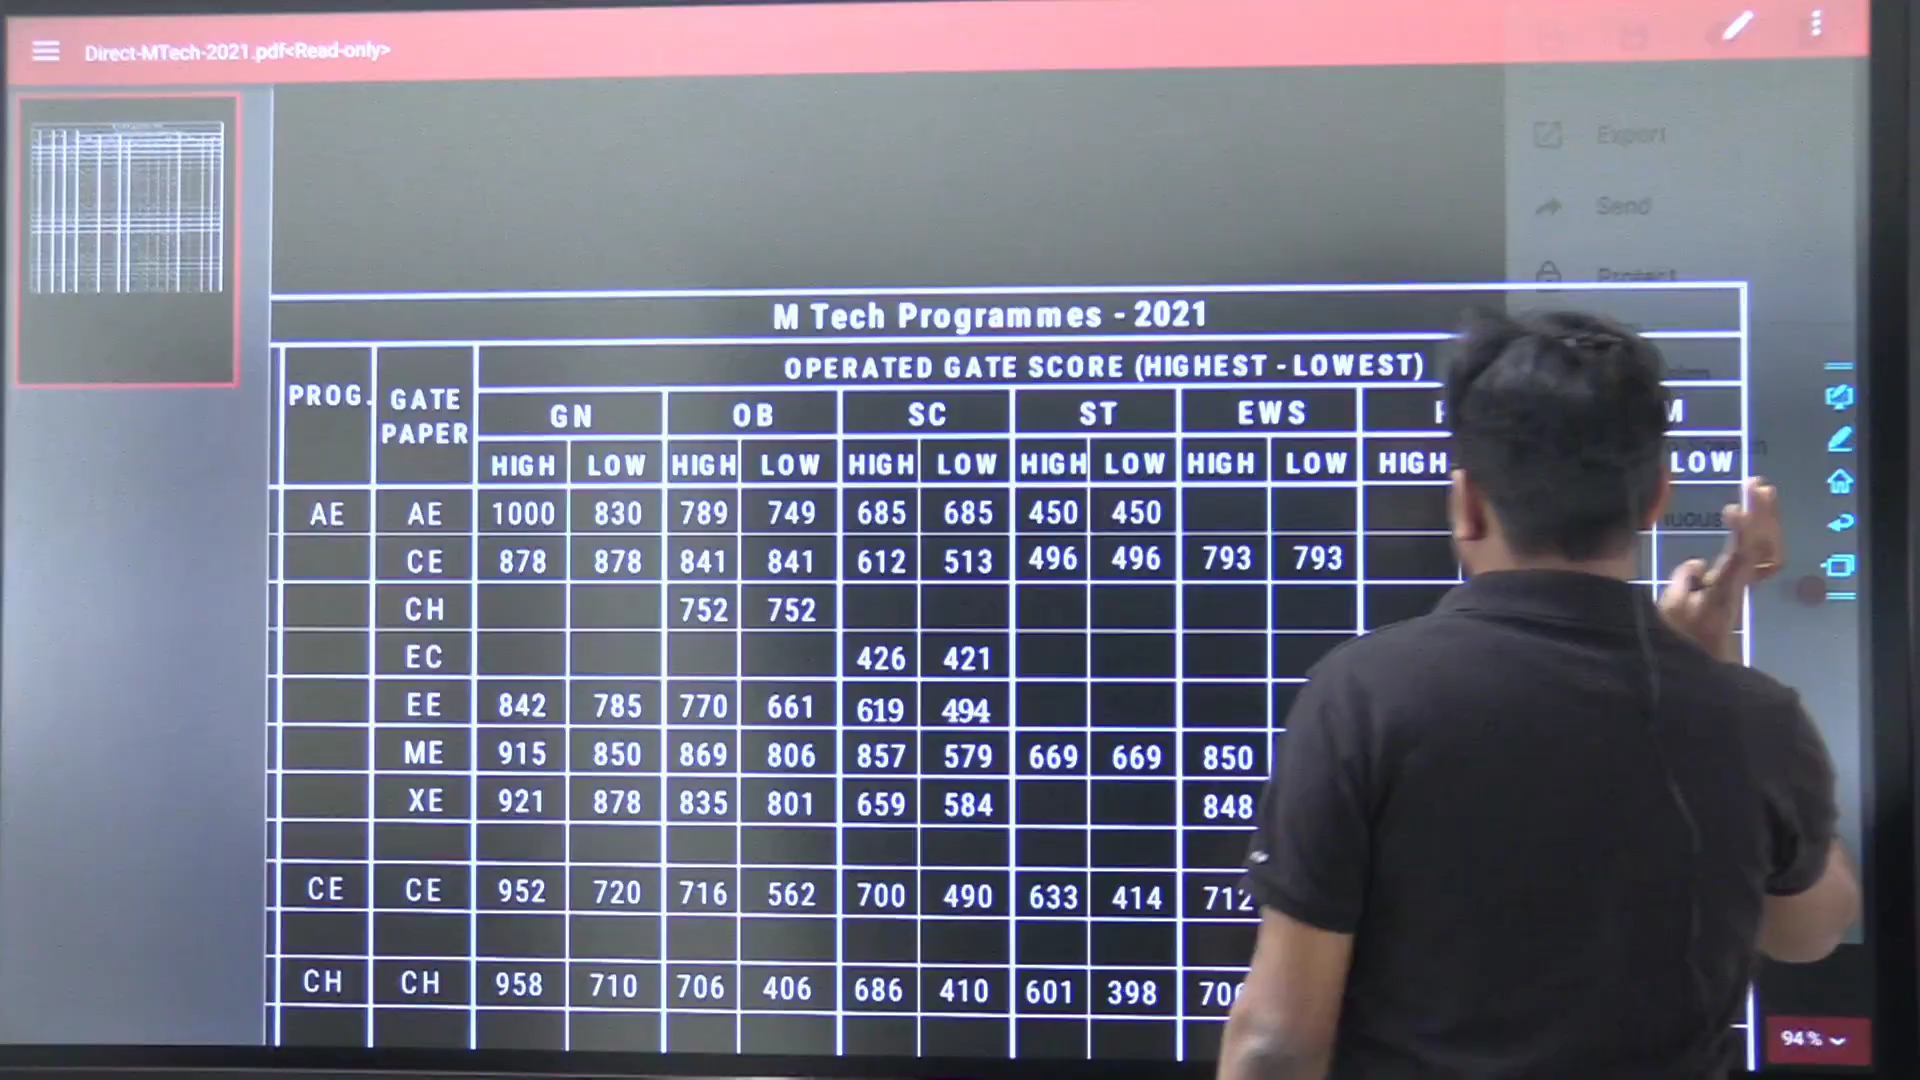 Direct-MTech-2021.pdf<Read-only>
Export
Send
Protect
M Tech Programmes - 2021
OPERATED GATE SCORE (HIGHEST - LOWEST)
PROG. GATE PAPER GN OB SC ST EWS
HIGH LOW HIGH LOW HIGH LOW HIGH LOW HIGH LOW HIGH LOW
AE AE 1000 830 789 749 685 685 450 450
CE 878 878 841 841 612 513 496 496 793 793
CH 752 752
EC 426 421
EE 842 785 770 661 619 494
ME 915 850 869 806 857 579 669 669 850
XE 921 878 835 801 659 584 848
CE CE 952 720 716 562 700 490 633 414 712
CH CH 958 710 706 406 686 410 601 398
94 %